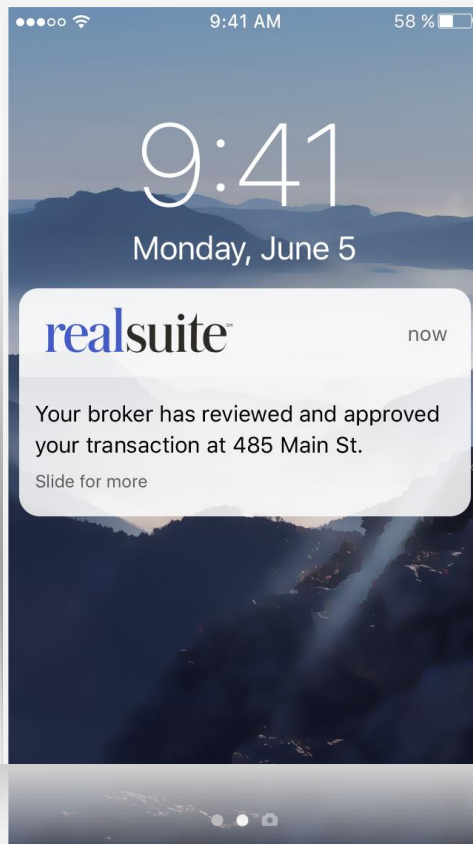 9:41 AM
58 %
9:41
Monday, June 5
realsuite℠
now
Your broker has reviewed and approved
your transaction at 485 Main St.
Slide for more